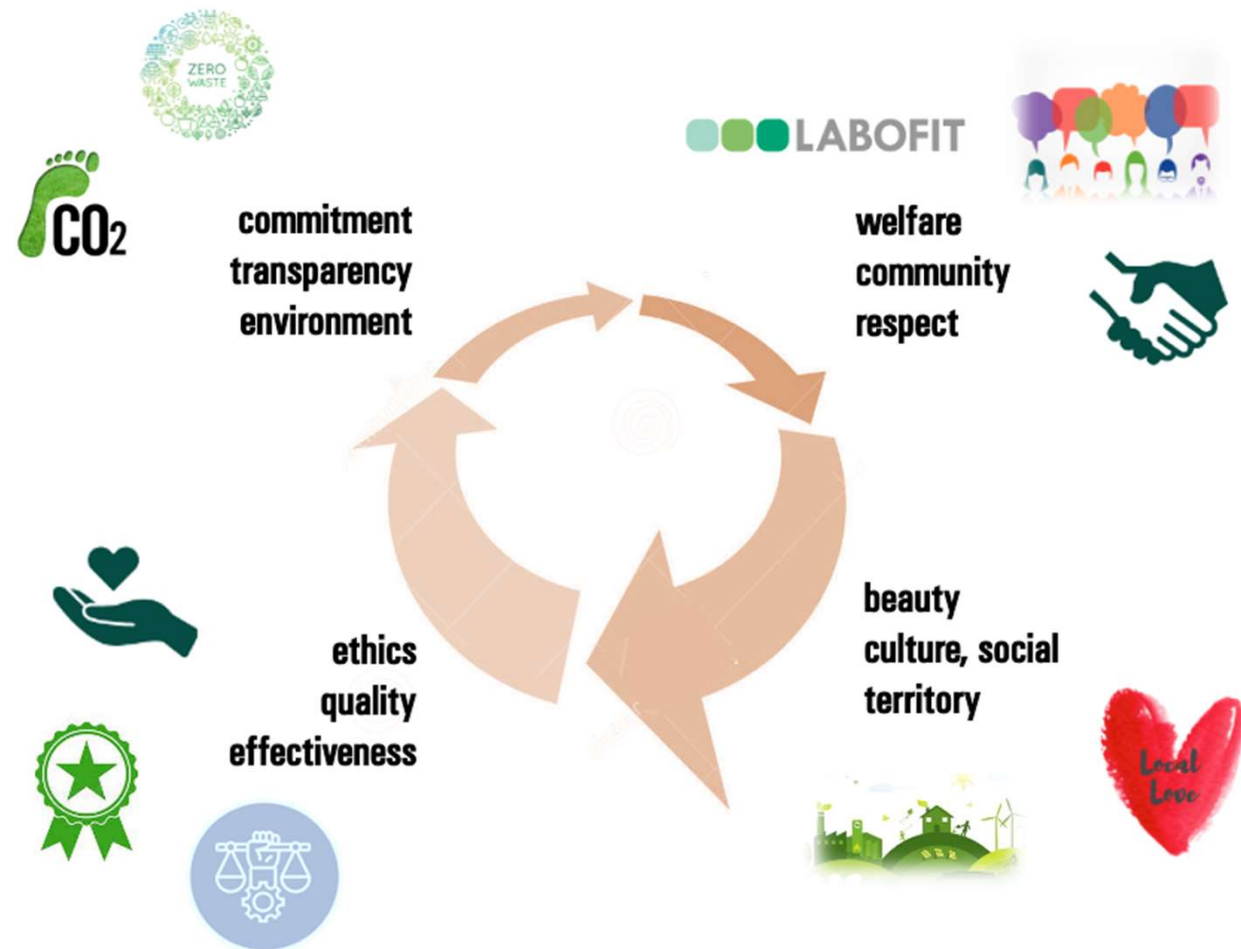 ZERO
WASTE
LABOFIT
CO2
commitment
transparency
environment
welfare
community
respect
ethics
quality
effectiveness
beauty
culture, social
territory
Local
Love